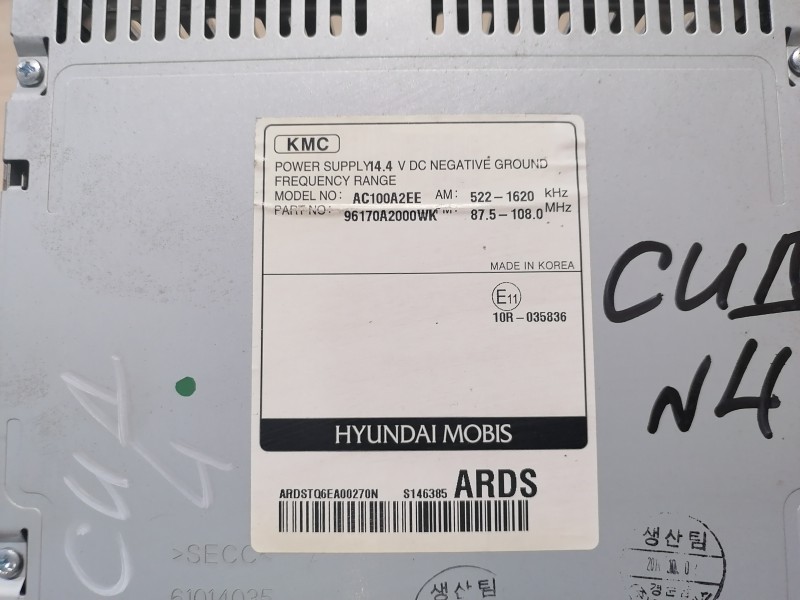 KMC
POWER SUPPLY14.4 V DC NEGATIVE GROUND
FREQUENCY RANGE
MODEL NO: AC100A2EE AM: 522-1620 kHz
PART NO: 96170A2000WK FM: 87.5-108.0 MHz
MADE IN KOREA
E11
10R-035836
HYUNDAI MOBIS
ARDSTQ6EA00270N S146385 ARDS
N4
>SECC
61014035
생산팀
생산팀